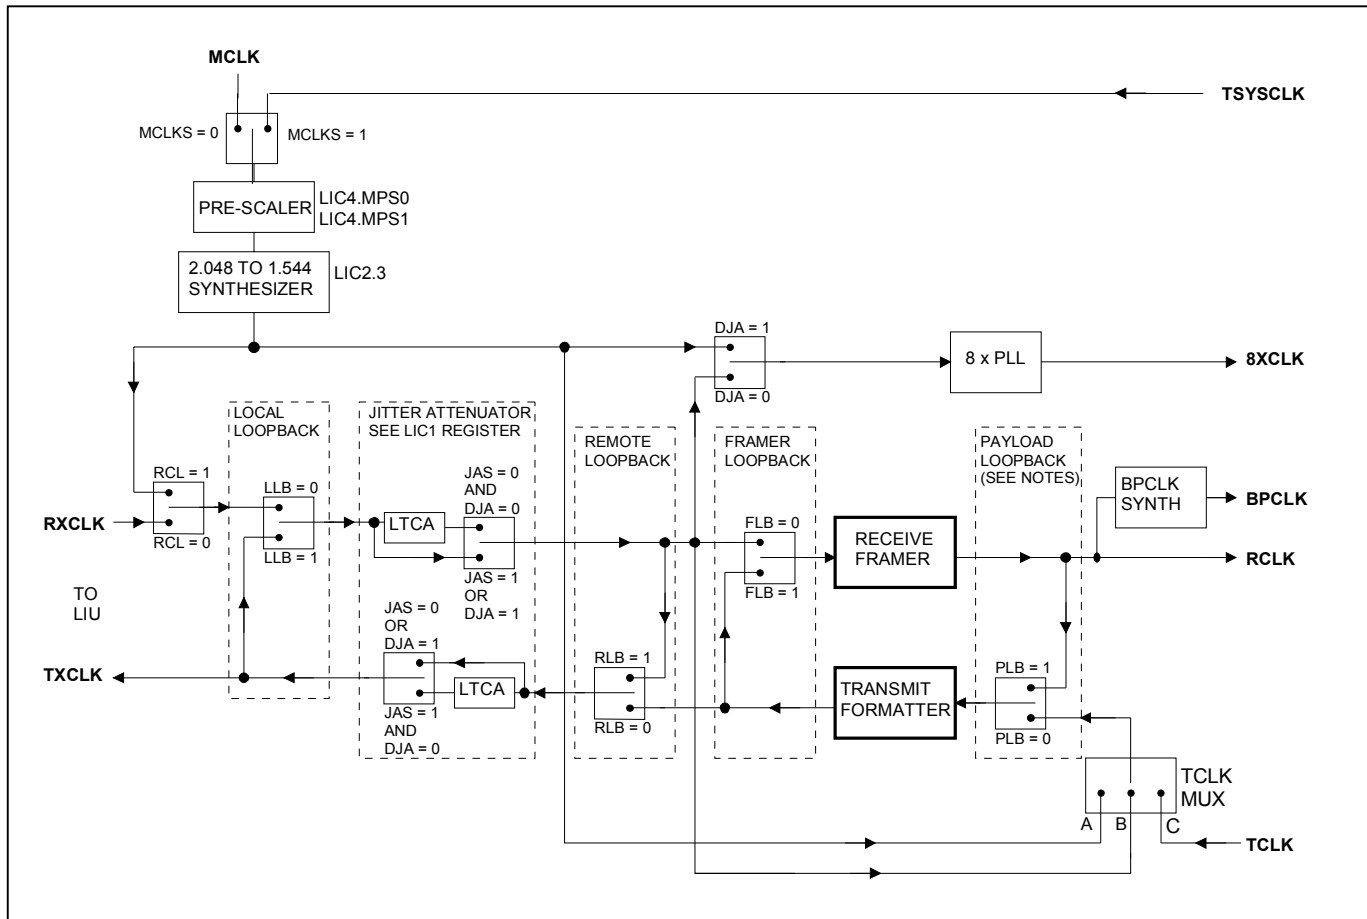 MCLK
TSYSCLK
MCLKS = 0
MCLKS = 1
PRE-SCALER
LIC4.MPS0
LIC4.MPS1
2.048 TO 1.544
SYNTHESIZER
LIC2.3
DJA = 1
8 x PLL
8XCLK
DJA = 0
LOCAL
LOOPBACK
JITTER ATTENUATOR
SEE LIC1 REGISTER
REMOTE
LOOPBACK
FRAMER
LOOPBACK
PAYLOAD
LOOPBACK
(SEE NOTES)
RCL = 1
RXCLK
RCL = 0
LLB = 0
LLB = 1
LTCA
JAS = 0
AND
DJA = 0
JAS = 1
OR
DJA = 1
FLB = 0
FLB = 1
RECEIVE
FRAMER
BPCLK
SYNTH
BPCLK
RCLK
TO
LIU
TXCLK
JAS = 0
OR
DJA = 1
LTCA
JAS = 1
AND
DJA = 0
RLB = 1
RLB = 0
TRANSMIT
FORMATTER
PLB = 1
PLB = 0
TCLK
MUX
A
B
C
TCLK